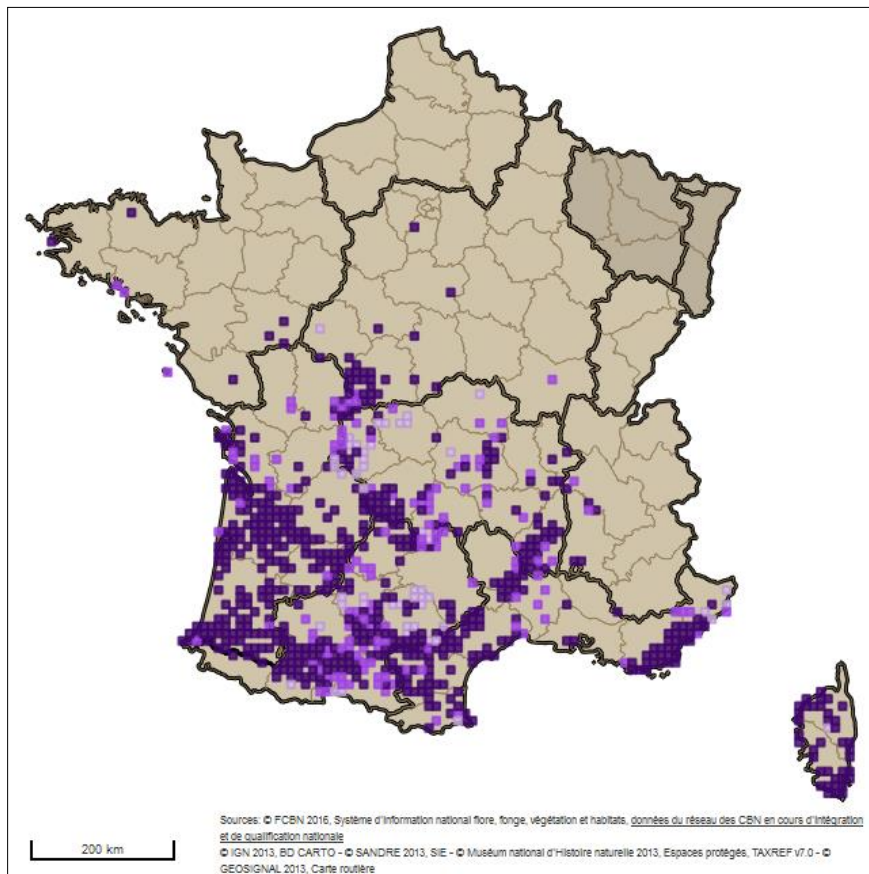 Sources: © FCBN 2016, Système d'information national flore, fonge, végétation et habitats, données du réseau des CBN en cours d'intégration
et de qualification nationale
© IGN 2013, BD CARTO - © SANDRE 2013, SIE - © Muséum national d'Histoire naturelle 2013, Espaces protégés, TAXREF v7.0 - ©
GEOSIGNAL 2013, Carte routière
200 km